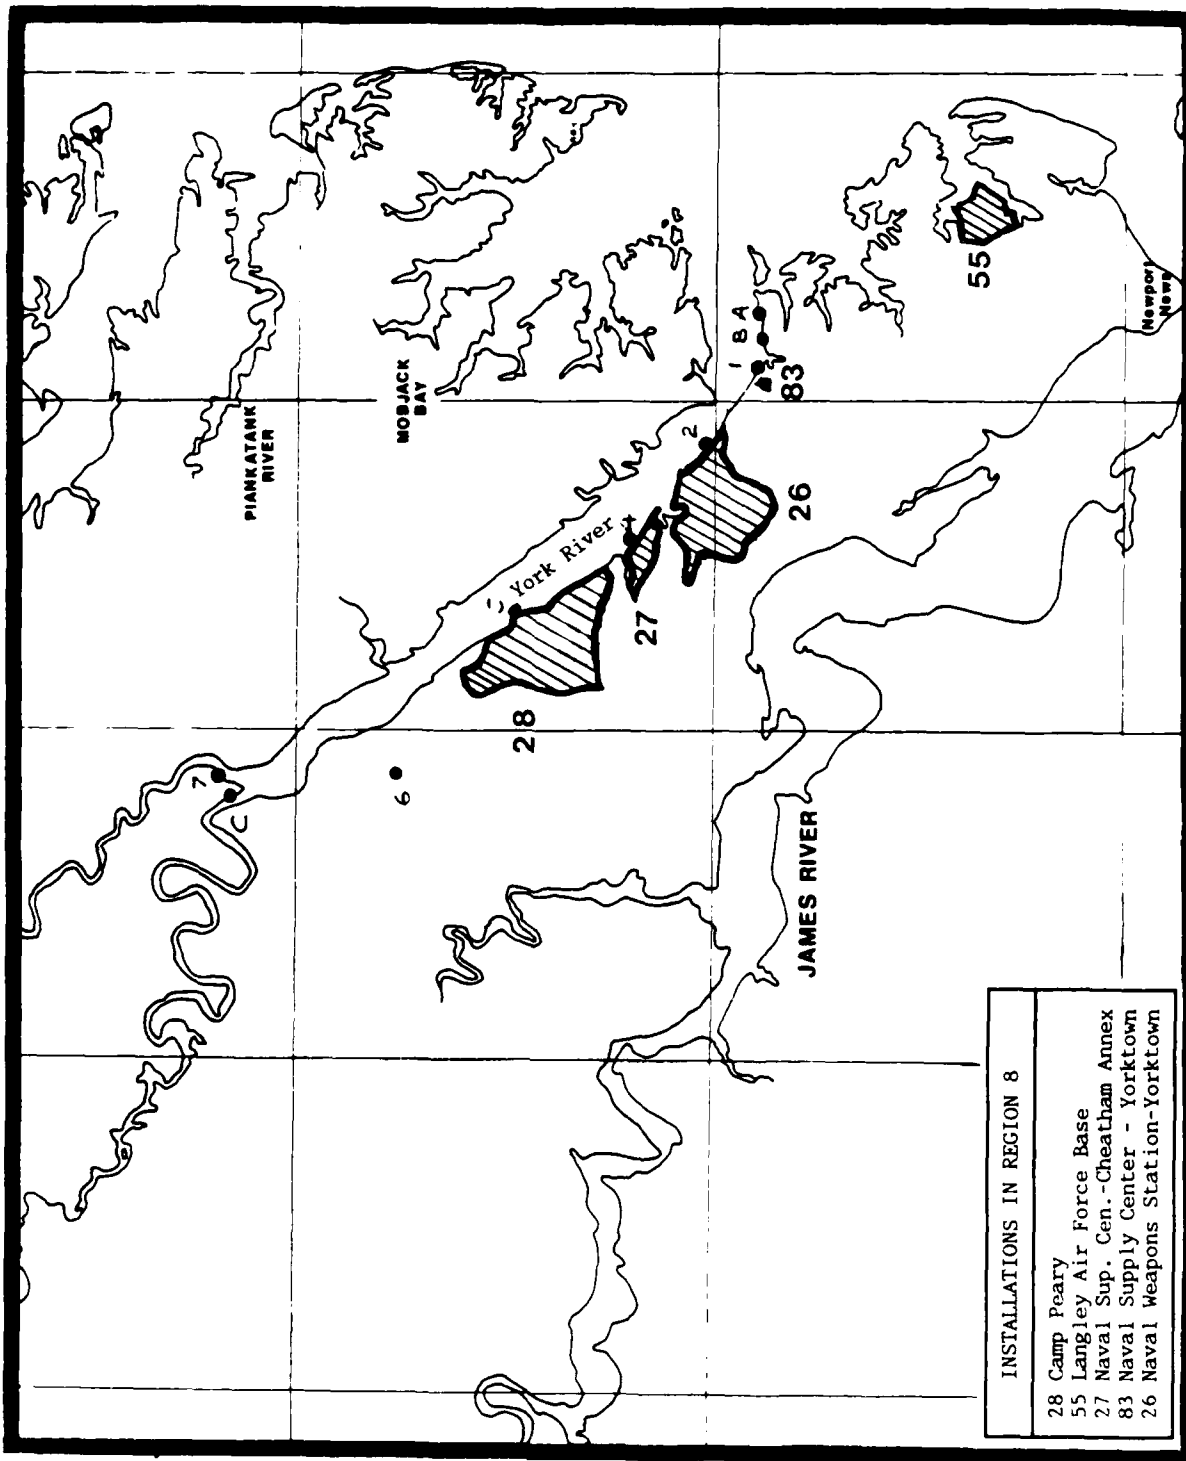 PIANKATANK
RIVER
MOBJACK
BAY
York River
7
C
6
28
27
26
2
1
B A
83
55
Newport
News
JAMES RIVER
INSTALLATIONS IN REGION 8
28 Camp Peary
55 Langley Air Force Base
27 Naval Sup. Cen.-Cheatham Annex
83 Naval Supply Center - Yorktown
26 Naval Weapons Station-Yorktown